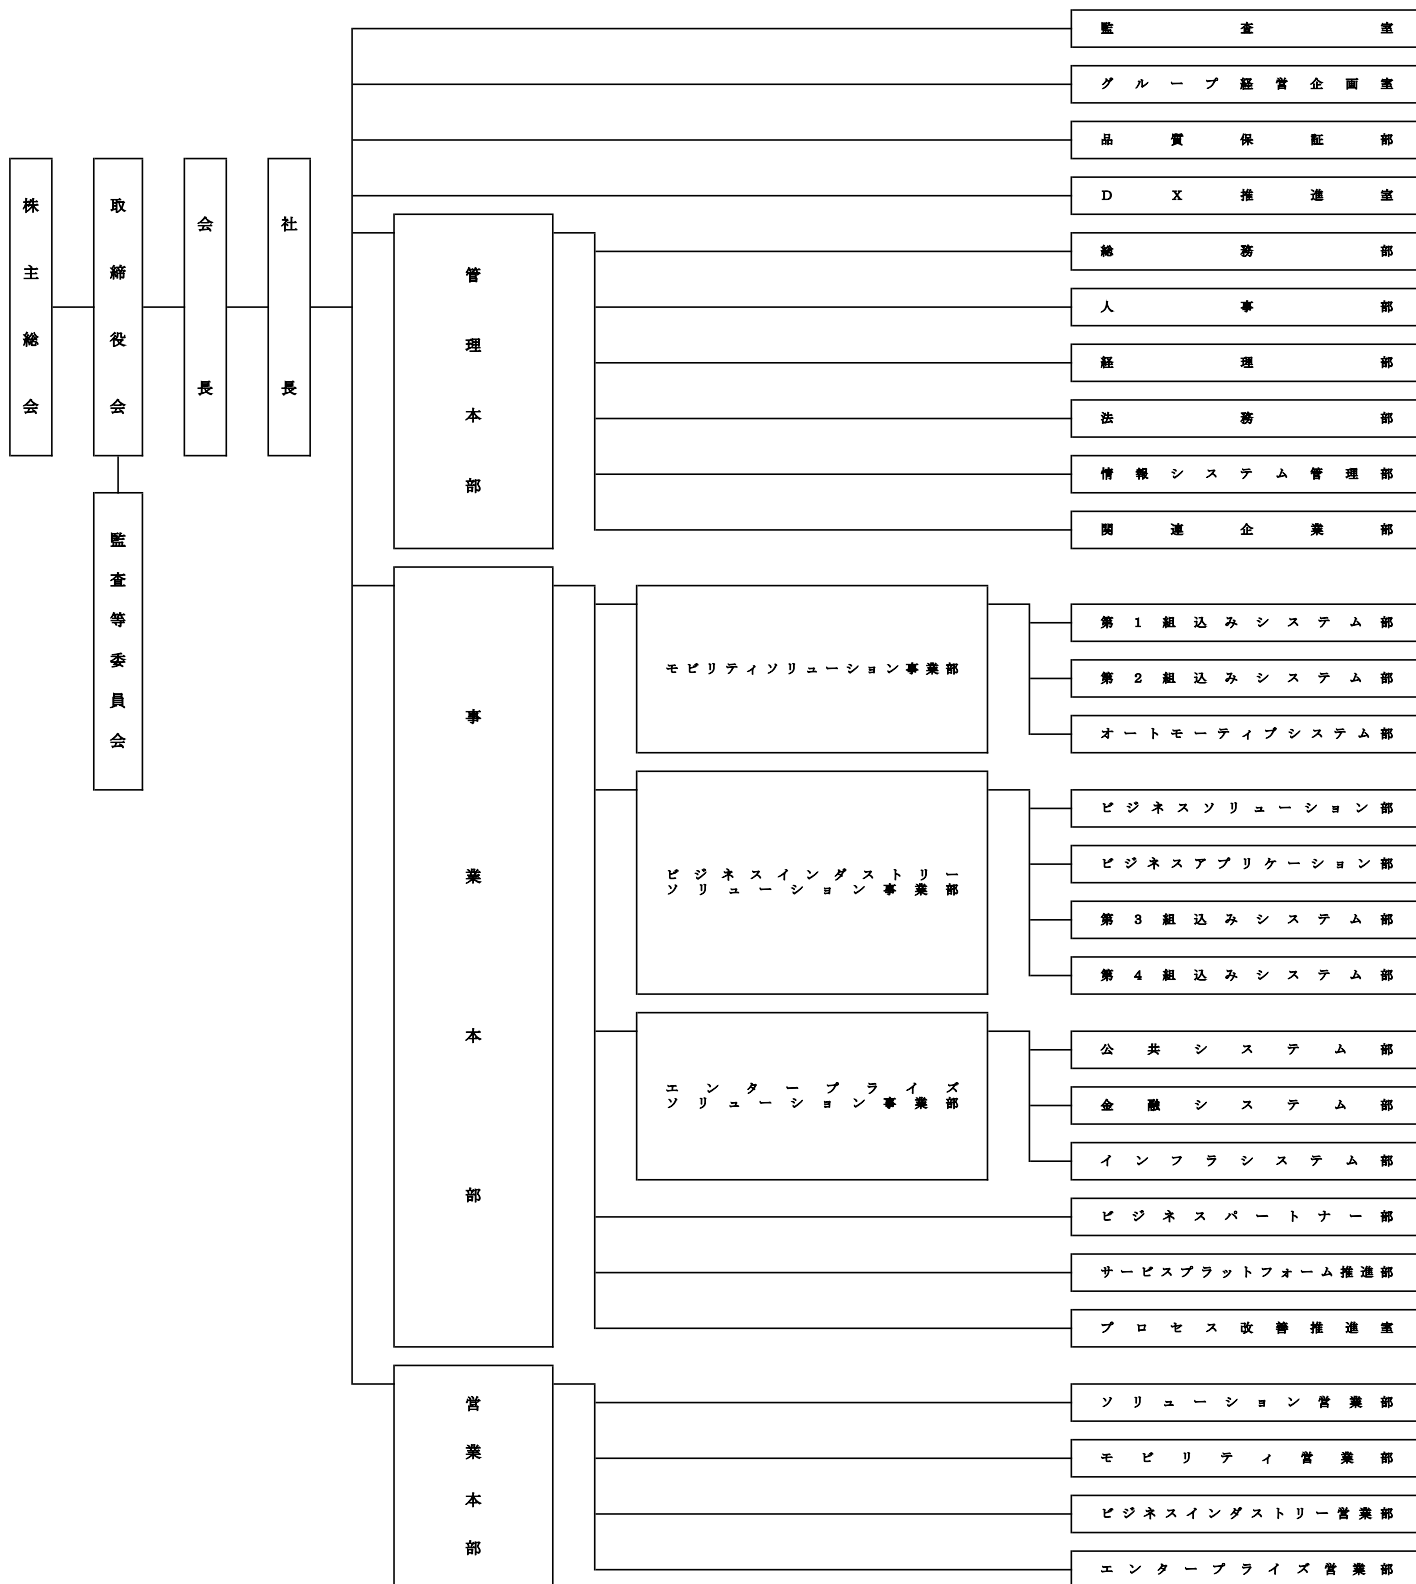 株主総会
取締役会
監査等委員会
会長
社長
監査室
グループ経営企画室
品質保証部
DX推進室
管理本部
総務部
人事部
経理部
法務部
情報システム管理部
関連企業部
事業本部
モビリティソリューション事業部
第1組込みシステム部
第2組込みシステム部
オートモーティブシステム部
ビジネスインダストリー
ソリューション事業部
ビジネスソリューション部
ビジネスアプリケーション部
第3組込みシステム部
第4組込みシステム部
エンタープライズ
ソリューション事業部
公共システム部
金融システム部
インフラシステム部
ビジネスパートナー部
サービスプラットフォーム推進部
プロセス改善推進室
営業本部
ソリューション営業部
モビリティ営業部
ビジネスインダストリー営業部
エンタープライズ営業部